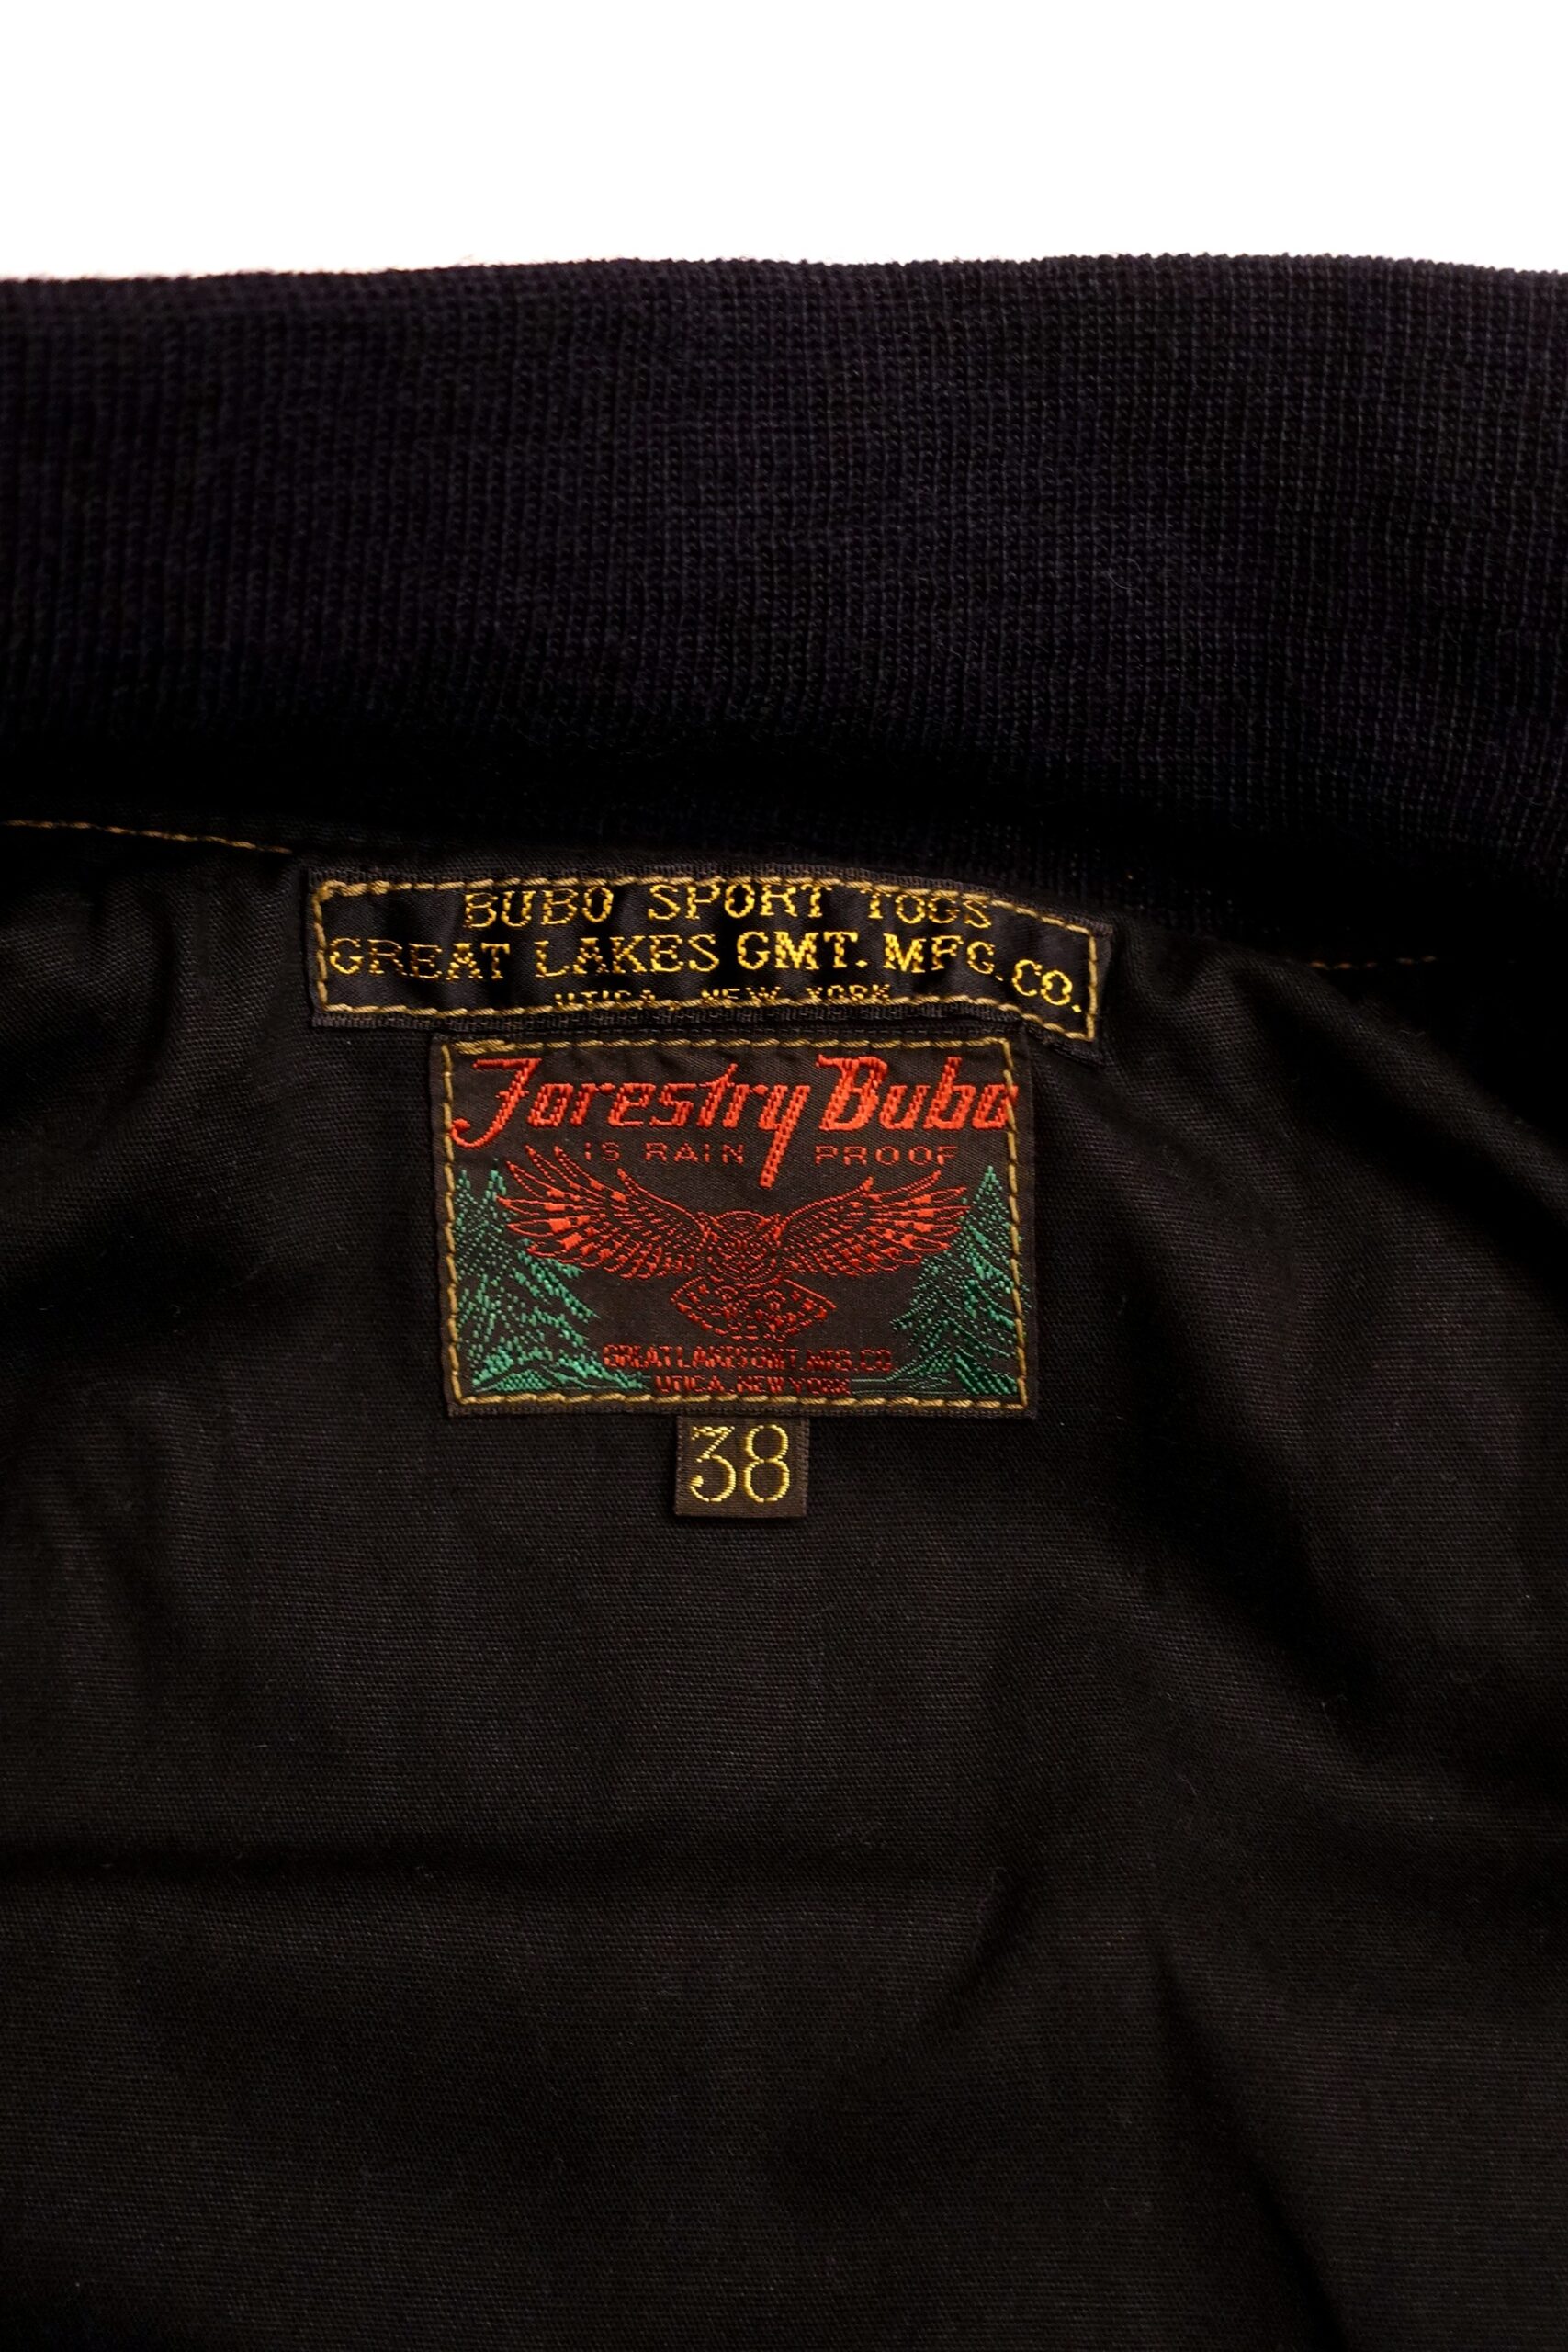 BUBO SPORT TOGS
GREAT LAKES GMT. MFG. CO.
UTICA, NEW YORK
Forestry Bubo
IS RAIN PROOF
GREAT LAKES GMT. MFG. CO
UTICA, NEW YORK
38